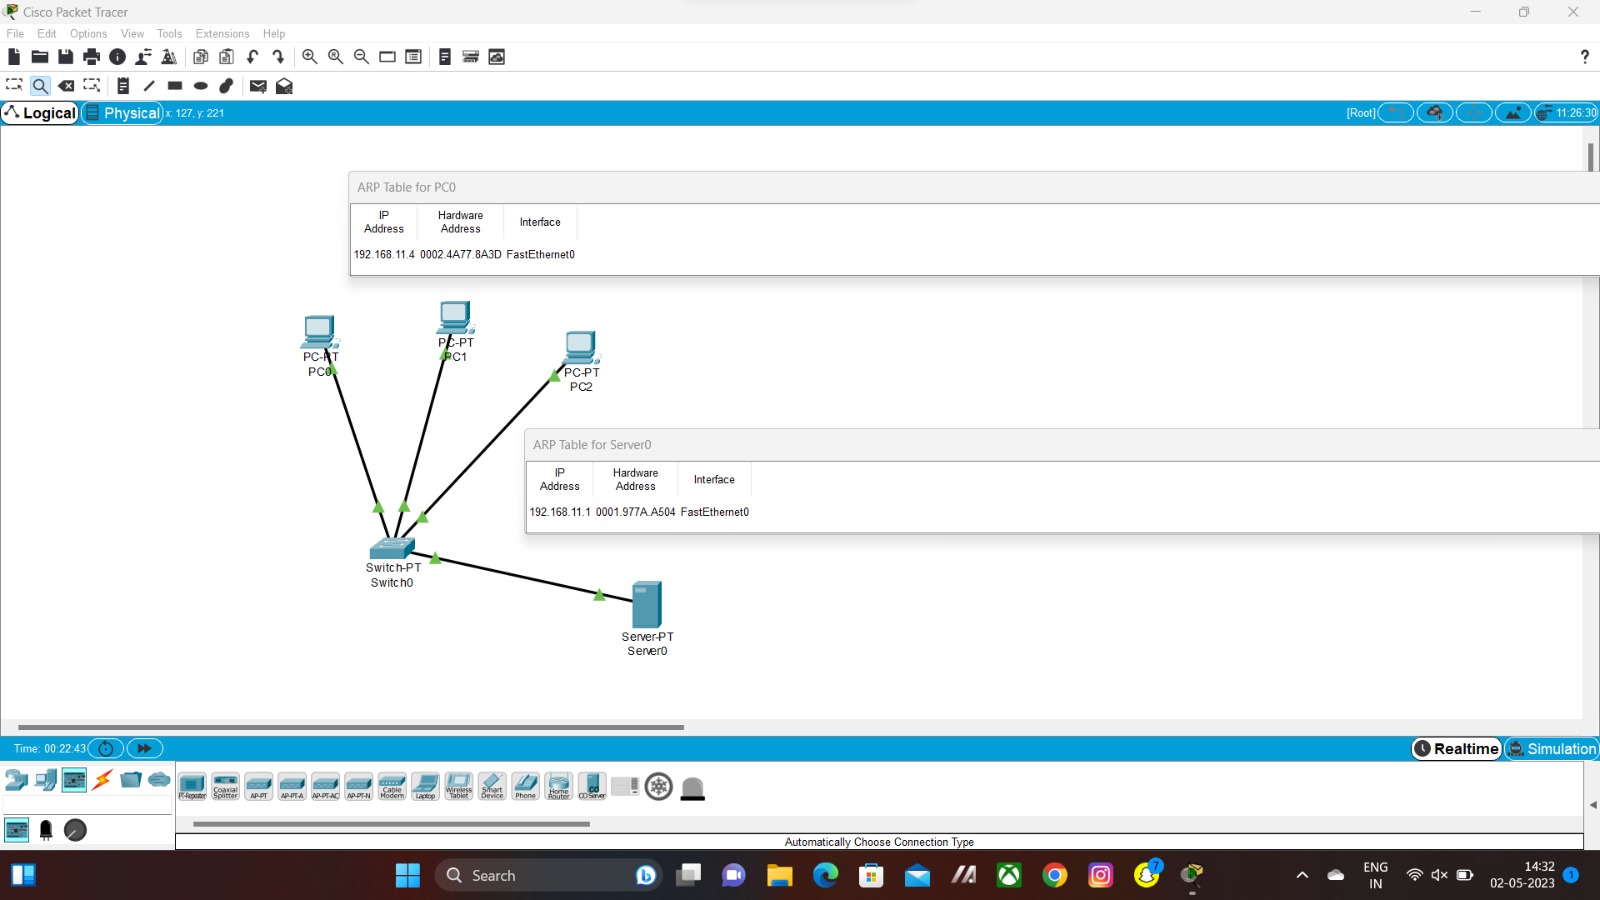 Cisco Packet Tracer
File Edit Options View Tools Extensions Help
?
Logical Physical x: 127, y: 221 [Root] 11:26:30
ARP Table for PC0
IP Address Hardware Address Interface
192.168.11.4 0002.4A77.8A3D FastEthernet0
PC-PT
PC0
PC-PT
PC1
PC-PT
PC2
ARP Table for Server0
IP Address Hardware Address Interface
192.168.11.1 0001.977A.A504 FastEthernet0
Switch-PT
Switch0
Server-PT
Server0
Time: 00:22:43 Realtime Simulation
PT-Repeater Coaxial Splitter AP-PT AP-PT-A AP-PT-AC AP-PT-N Cable Modem Laptop Wireless Tablet Smart Device Phone Home Router CO Server
Automatically Choose Connection Type
Search 7 ENG IN 14:32 02-05-2023 1